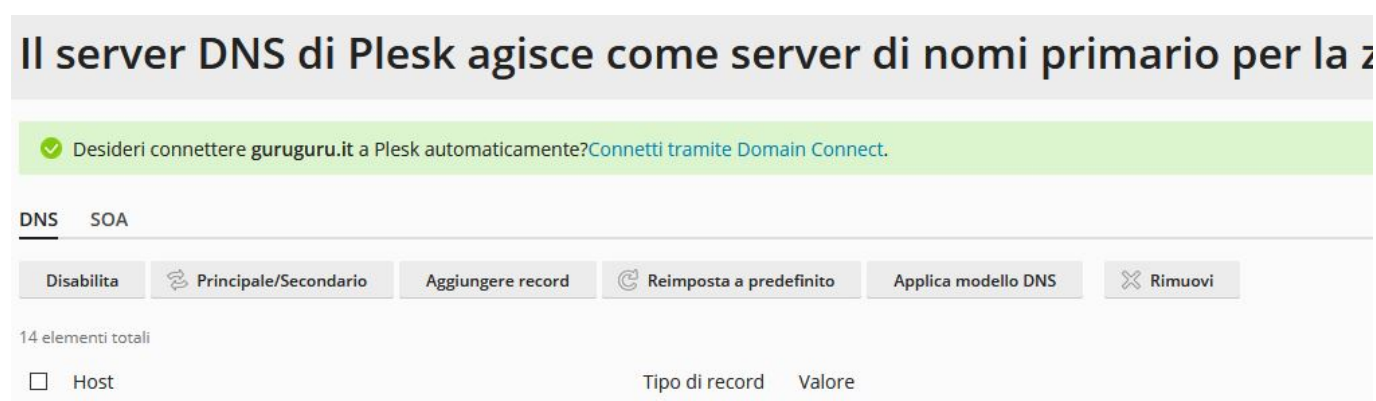 Il server DNS di Plesk agisce come server di nomi primario per la
Desideri connettere guruguru.it a Plesk automaticamente?Connetti tramite Domain Connect.
DNS SOA
Disabilita Principale/Secondario Aggiungere record Reimposta a predefinito Applica modello DNS Rimuovi
14 elementi totali
Host Tipo di record Valore